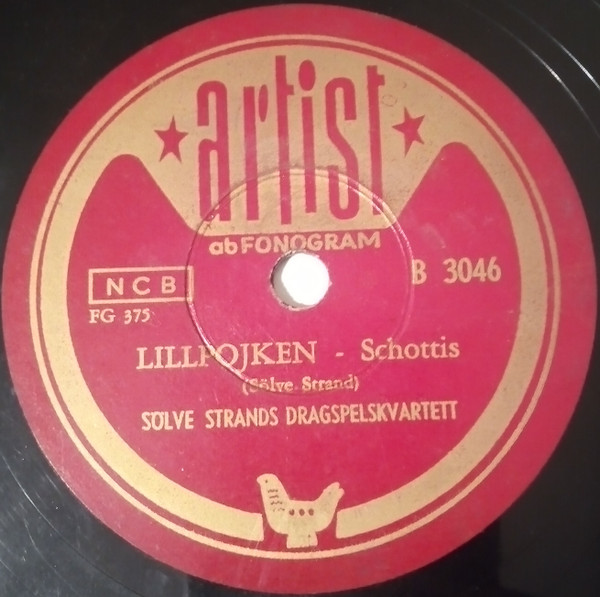 artist
ab FONOGRAM
NCB
B 3046
FG 375
LILLPOJKEN - Schottis
(Sölve Strand)
SÖLVE STRANDS DRAGSPELSKVARTETT